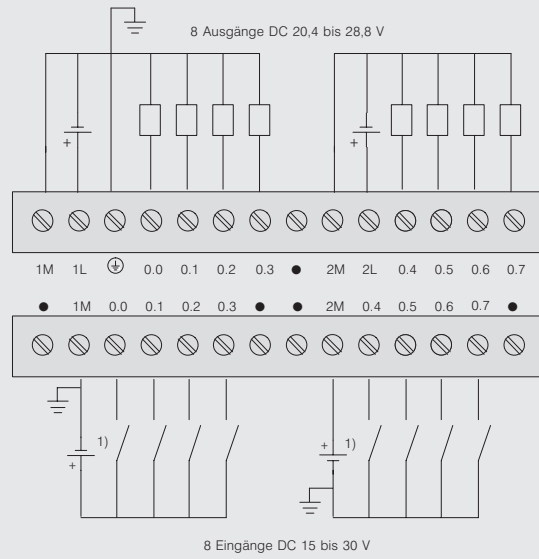 8 Ausgänge DC 20,4 bis 28,8 V
+ +
1M 1L 0.0 0.1 0.2 0.3 ● 2M 2L 0.4 0.5 0.6 0.7
● 1M 0.0 0.1 0.2 0.3 ● ● 2M 0.4 0.5 0.6 0.7 ●
1) + 1)
+
8 Eingänge DC 15 bis 30 V